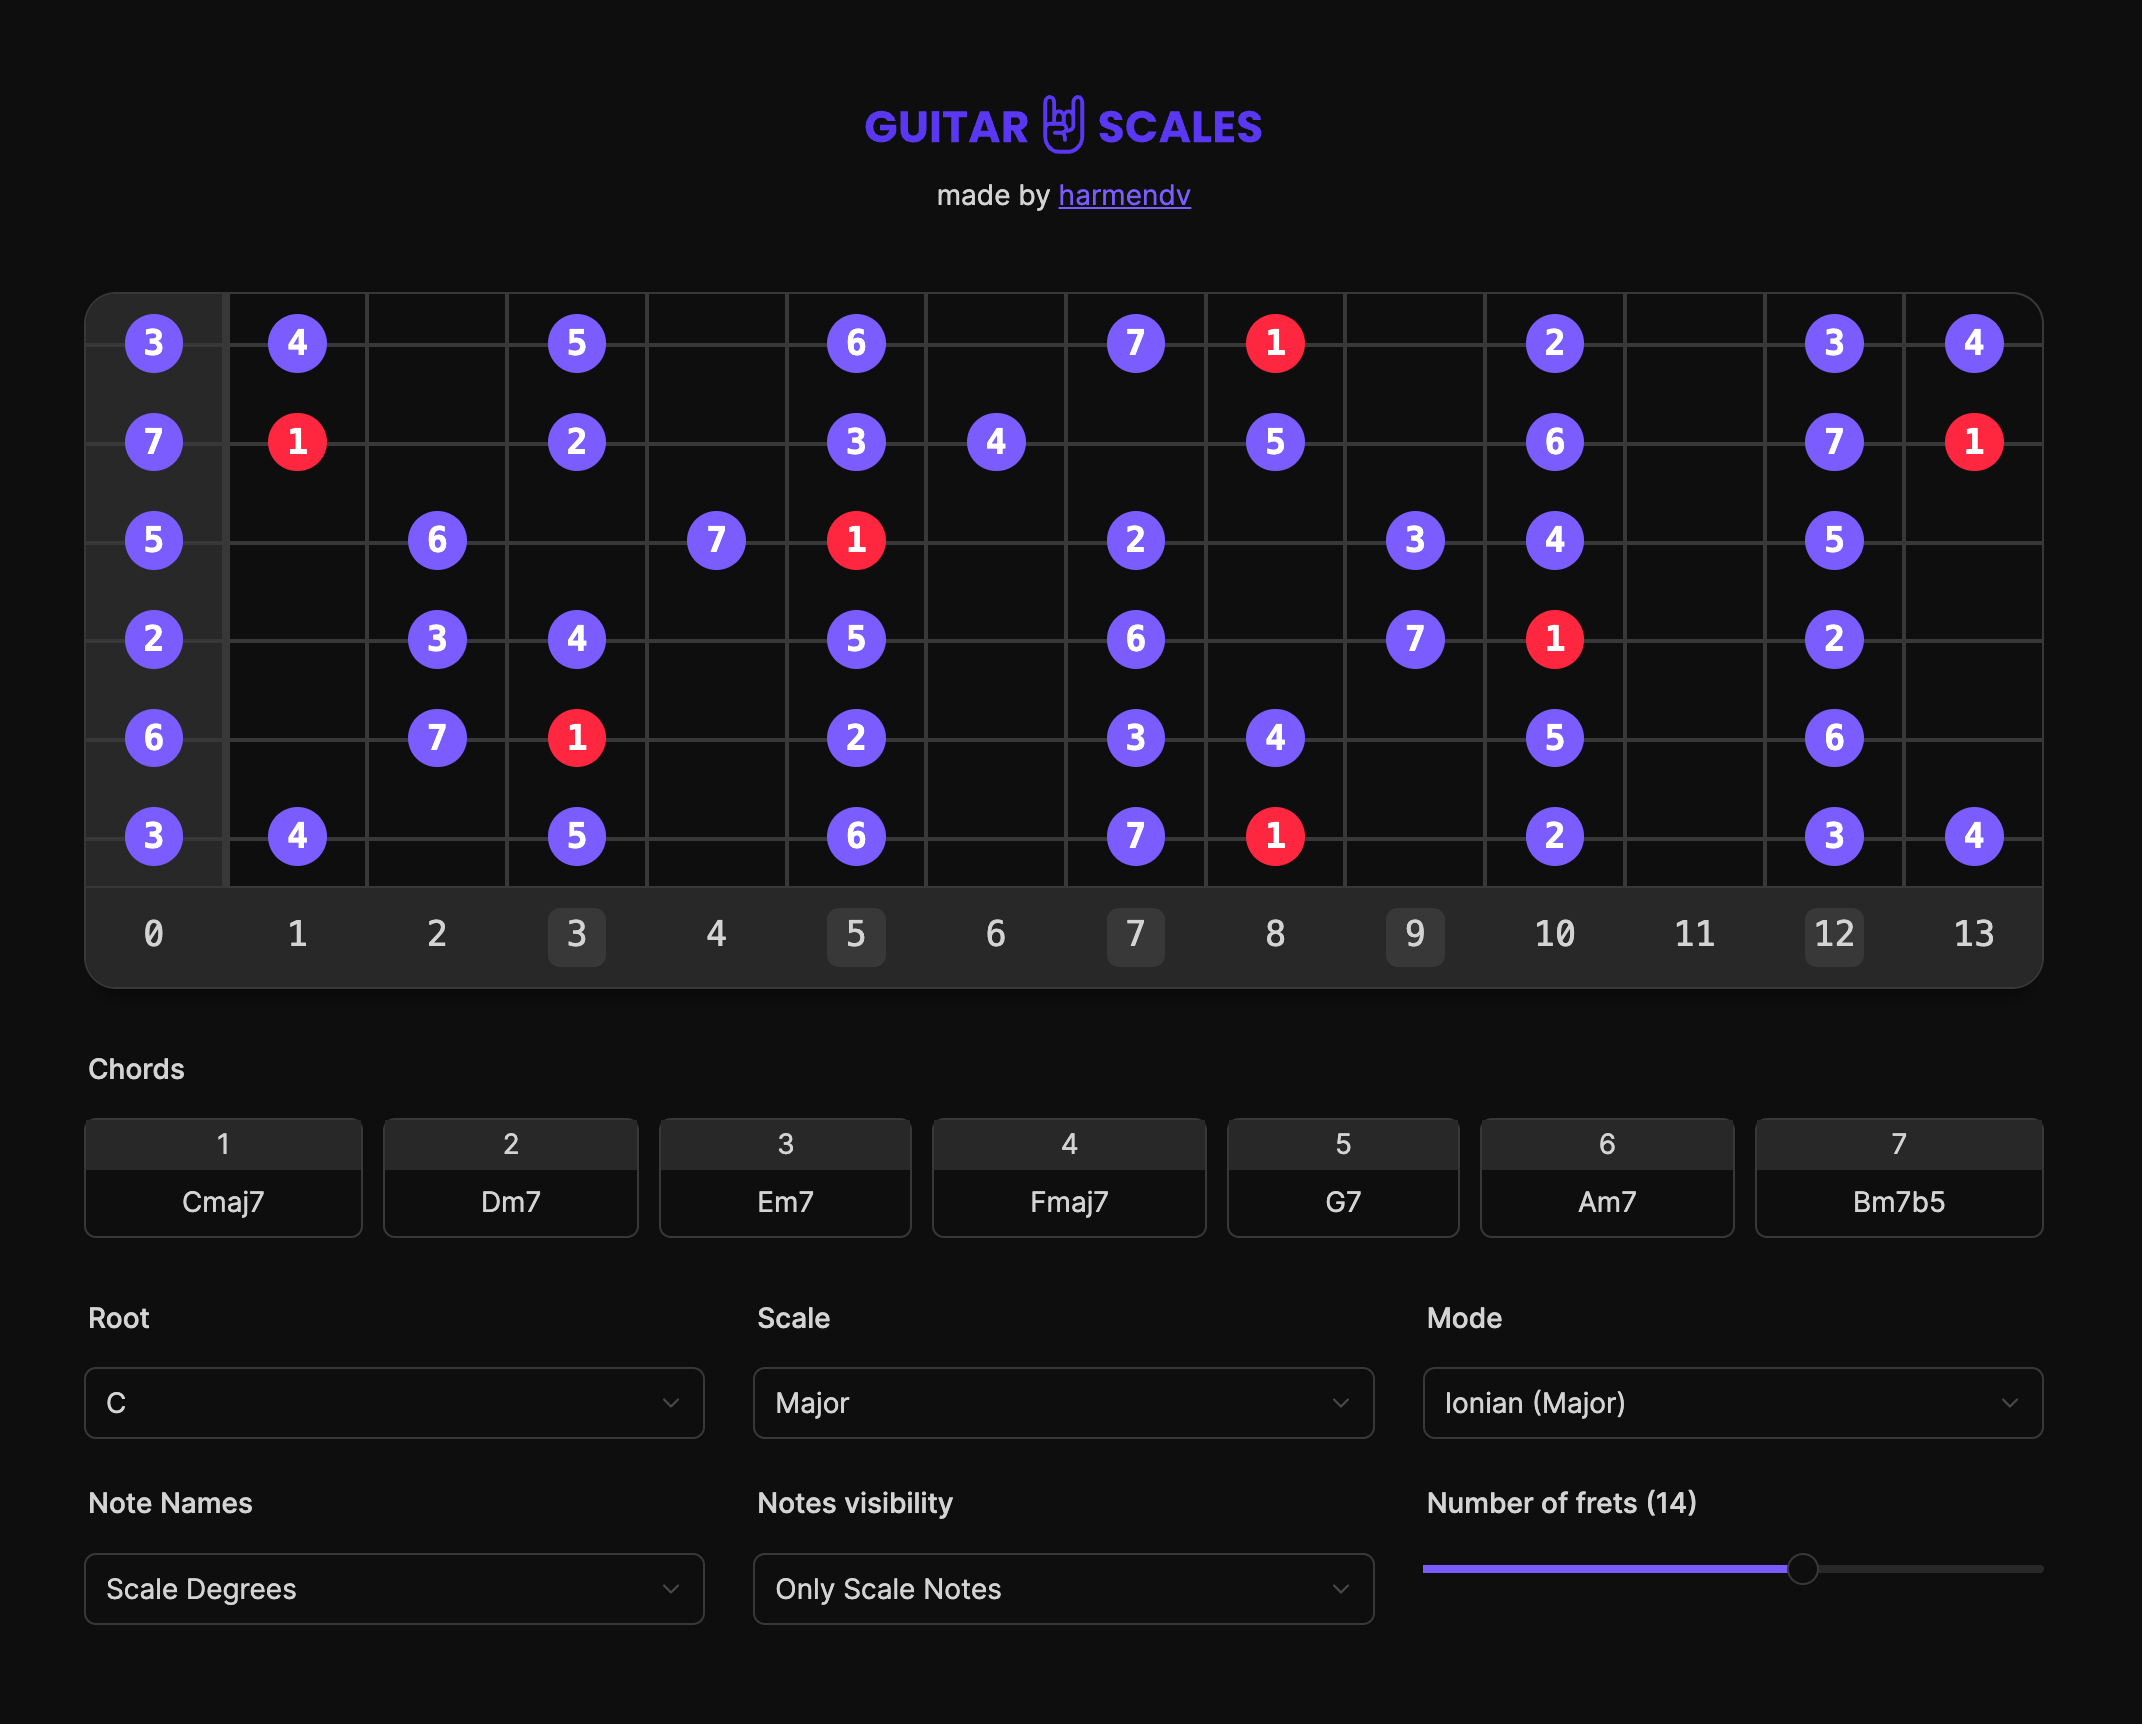 GUITAR SCALES
made by harmendv
3 4 5 6 7 1 2 3 4
7 1 2 3 4 5 6 7 1
5 6 7 1 2 3 4 5
2 3 4 5 6 7 1 2
6 7 1 2 3 4 5 6
3 4 5 6 7 1 2 3 4
0 1 2 3 4 5 6 7 8 9 10 11 12 13
Chords
1 2 3 4 5 6 7
Cmaj7 Dm7 Em7 Fmaj7 G7 Am7 Bm7b5
Root Scale Mode
C Major Ionian (Major)
Note Names Notes visibility Number of frets (14)
Scale Degrees Only Scale Notes